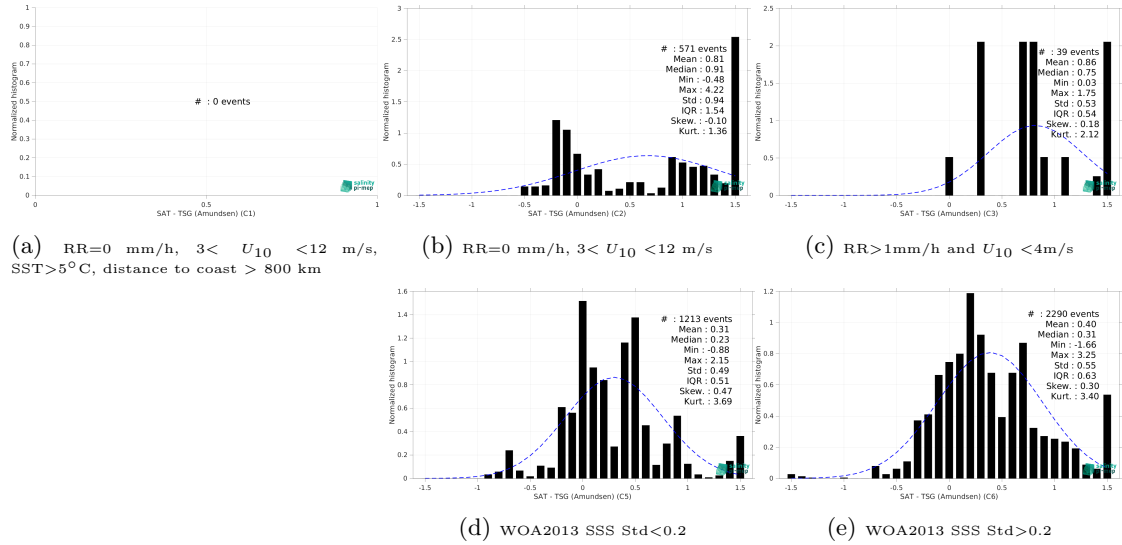 # : 0 events
Normalized histogram
0 0.1 0.2 0.3 0.4 0.5 0.6 0.7 0.8 0.9 1
0 0.5 1
SAT - TSG (Amundsen) (C1)
salinity
pi-mep
(a) RR=0 mm/h, 3< U10 <12 m/s,
SST>5°C, distance to coast > 800 km
# : 571 events
Mean : 0.81
Median : 0.91
Min : -0.48
Max : 4.22
Std : 0.94
IQR : 1.54
Skew. : -0.10
Kurt. : 1.36
Normalized histogram
0 0.5 1 1.5 2 2.5 3
-1.5 -1 -0.5 0 0.5 1 1.5
SAT - TSG (Amundsen) (C2)
salinity
pi-mep
(b) RR=0 mm/h, 3< U10 <12 m/s
# : 39 events
Mean : 0.86
Median : 0.75
Min : 0.03
Max : 1.75
Std : 0.53
IQR : 0.54
Skew. : 0.18
Kurt. : 2.12
Normalized histogram
0 0.5 1 1.5 2 2.5
-1.5 -1 -0.5 0 0.5 1 1.5
SAT - TSG (Amundsen) (C3)
(c) RR>1mm/h and U10 <4m/s
# : 1213 events
Mean : 0.31
Median : 0.23
Min : -0.88
Max : 2.15
Std : 0.49
IQR : 0.51
Skew. : 0.47
Kurt. : 3.69
Normalized histogram
0 0.2 0.4 0.6 0.8 1 1.2 1.4 1.6
-1.5 -1 -0.5 0 0.5 1 1.5
SAT - TSG (Amundsen) (C5)
(d) WOA2013 SSS Std<0.2
# : 2290 events
Mean : 0.40
Median : 0.31
Min : -1.66
Max : 3.25
Std : 0.55
IQR : 0.63
Skew. : 0.30
Kurt. : 3.40
Normalized histogram
0 0.2 0.4 0.6 0.8 1 1.2
-1.5 -1 -0.5 0 0.5 1 1.5
SAT - TSG (Amundsen) (C6)
(e) WOA2013 SSS Std>0.2